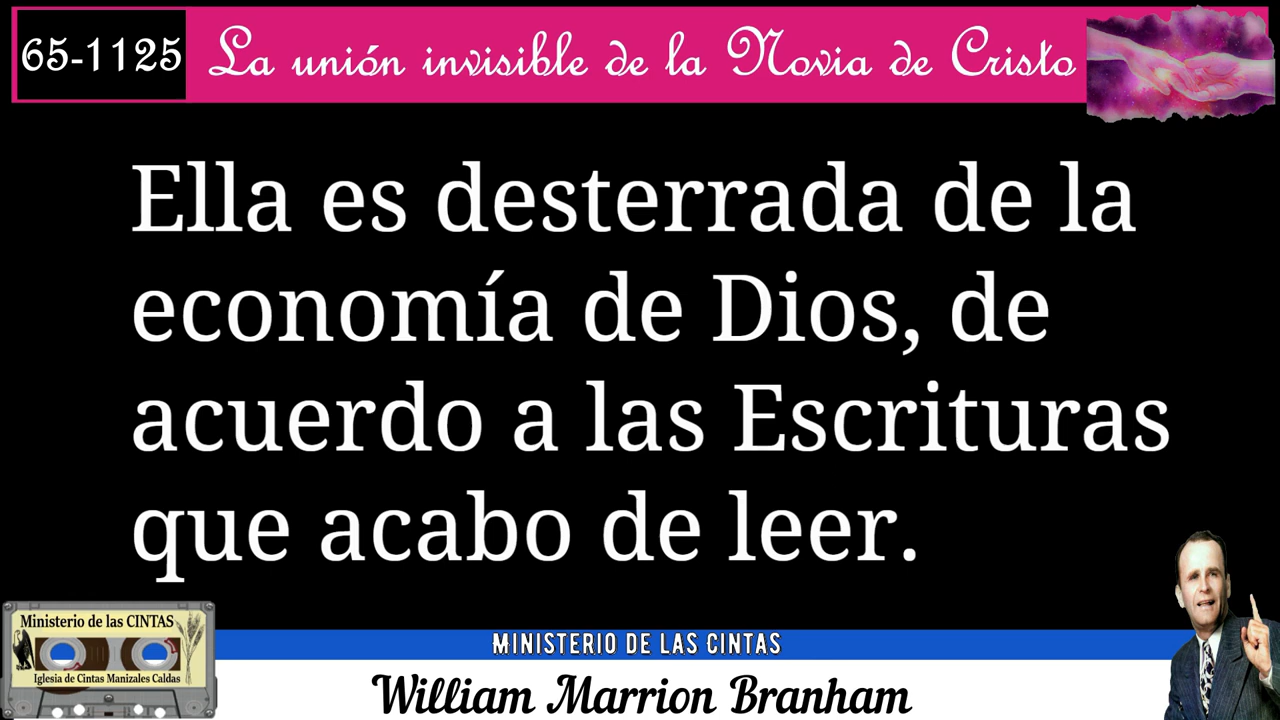 65-1125
La unión invisible de la Novia de Cristo
Ella es desterrada de la
economía de Dios, de
acuerdo a las Escrituras
que acabo de leer.
Ministerio de las CINTAS
Iglesia de Cintas Manizales Caldas
MINISTERIO DE LAS CINTAS
William Marrion Branham